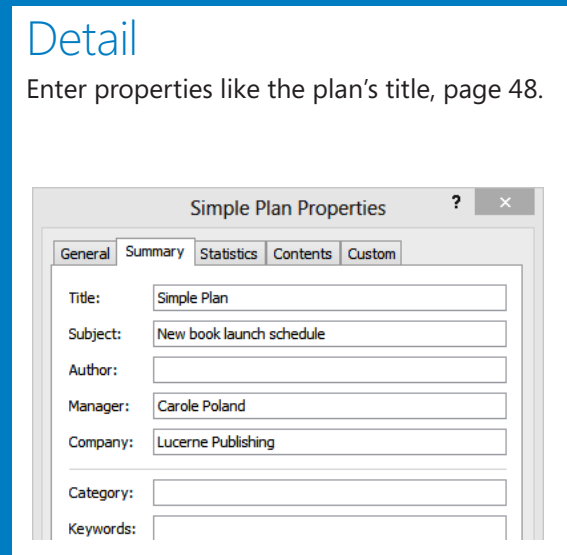 Detail
Enter properties like the plan's title, page 48.
Simple Plan Properties ? ×
General Summary Statistics Contents Custom
Title: Simple Plan
Subject: New book launch schedule
Author:
Manager: Carole Poland
Company: Lucerne Publishing
Category:
Keywords: